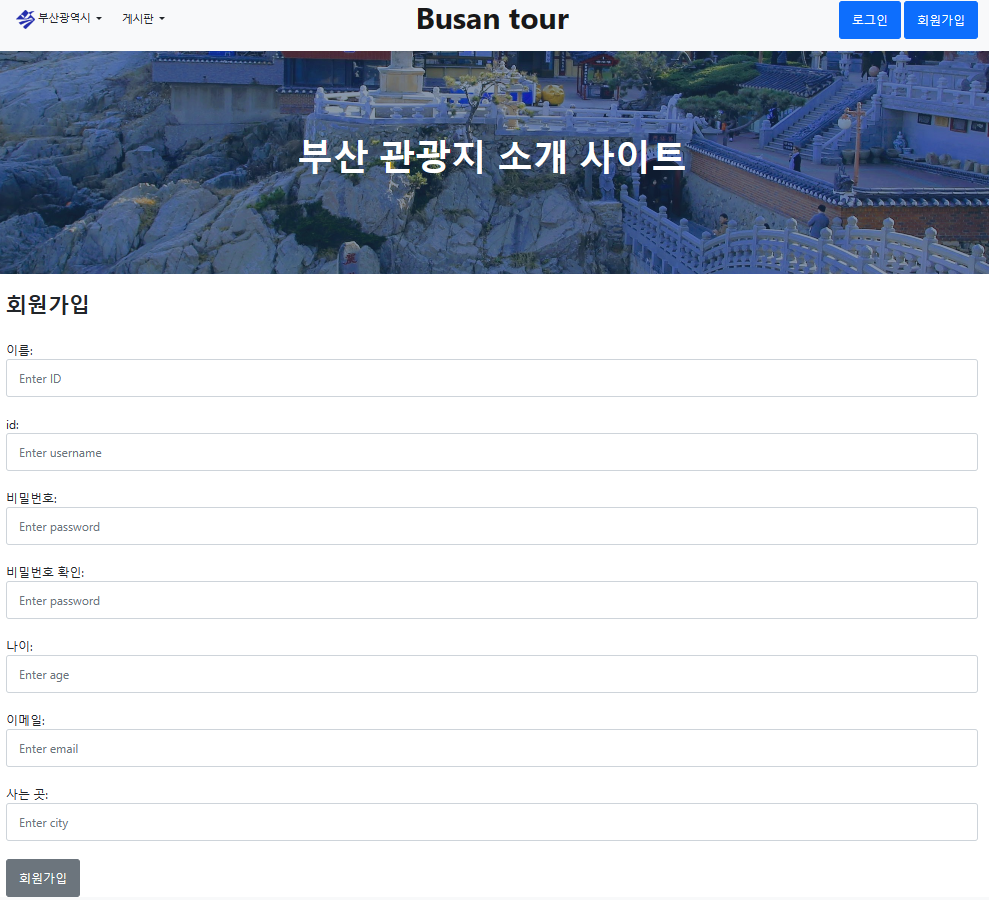 부산광역시 게시판 Busan tour 로그인 회원가입
부산 관광지 소개 사이트
회원가입
이름:
Enter ID
id:
Enter username
비밀번호:
Enter password
비밀번호 확인:
Enter password
나이:
Enter age
이메일:
Enter email
사는 곳:
Enter city
회원가입